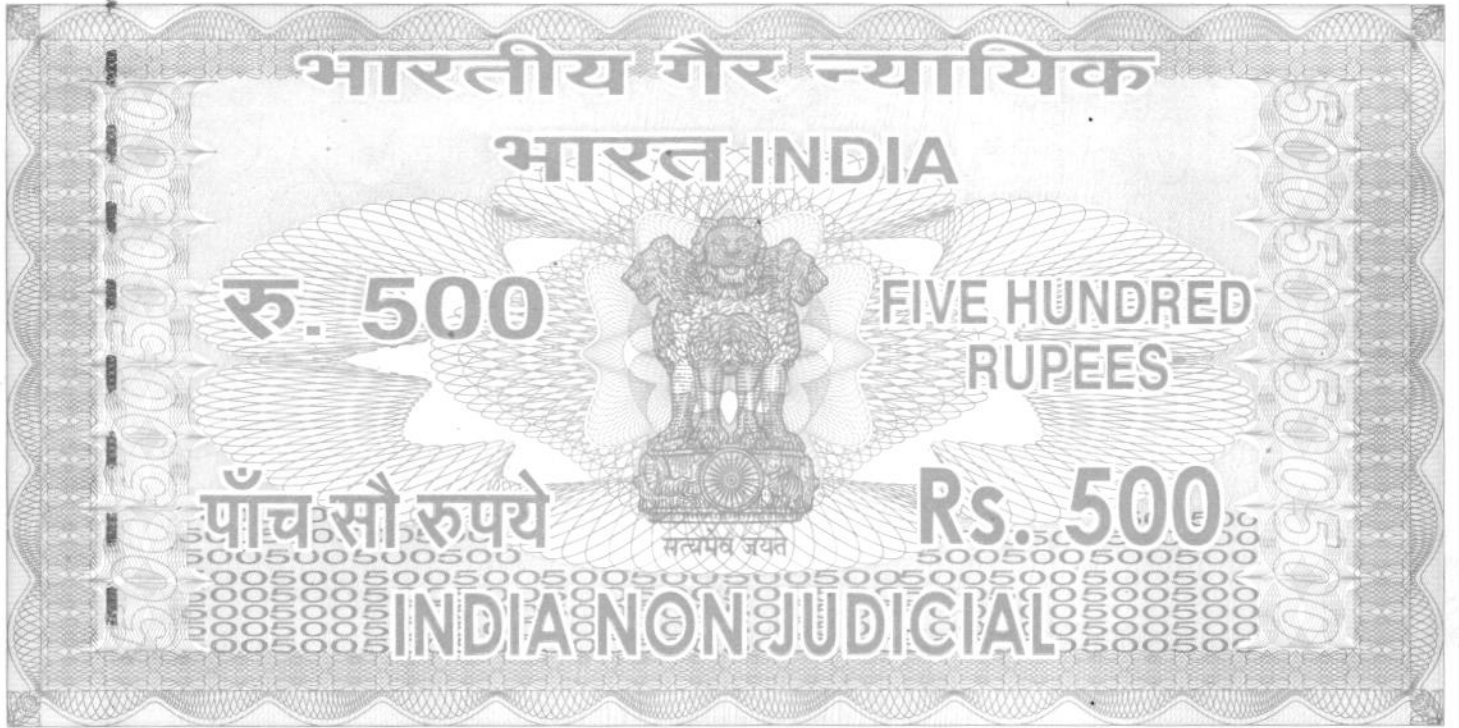 भारतीय गैर न्यायिक
भारत INDIA
रु. 500
FIVE HUNDRED
RUPEES
पाँच सौ रुपये
Rs. 500
सत्यमेव जयते
INDIA NON JUDICIAL